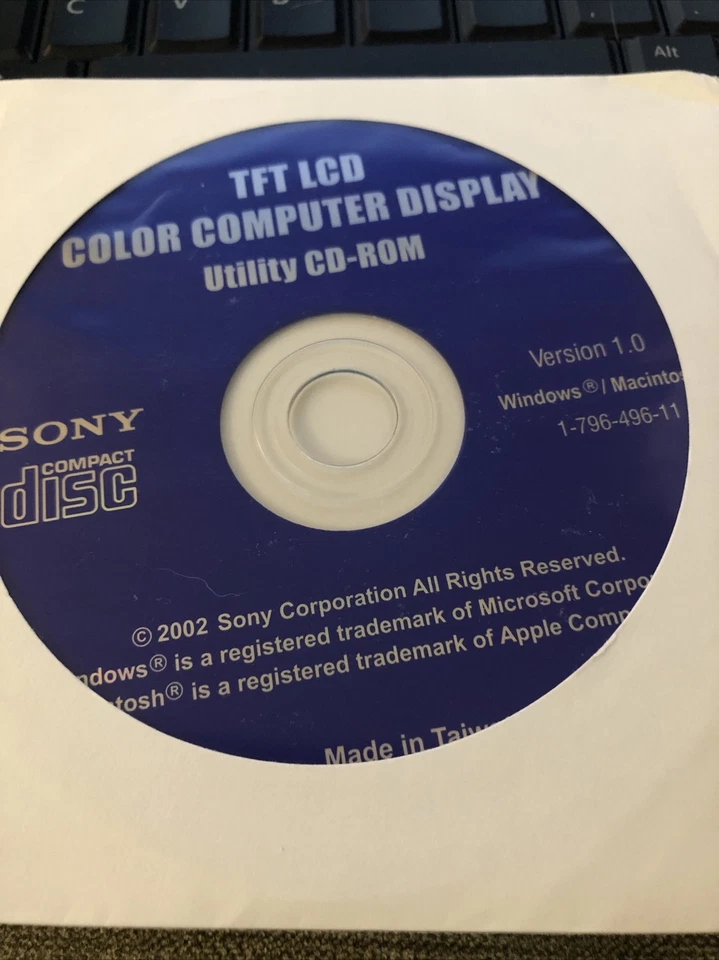 C V Alt
TFT LCD
COLOR COMPUTER DISPLAY
Utility CD-ROM
Version 1.0
Windows®/ Macintos
1-796-496-11
SONY
COMPACT
disc
© 2002 Sony Corporation All Rights Reserved.
ndows® is a registered trademark of Microsoft Corpo
tosh® is a registered trademark of Apple Comp
Made in Taiw